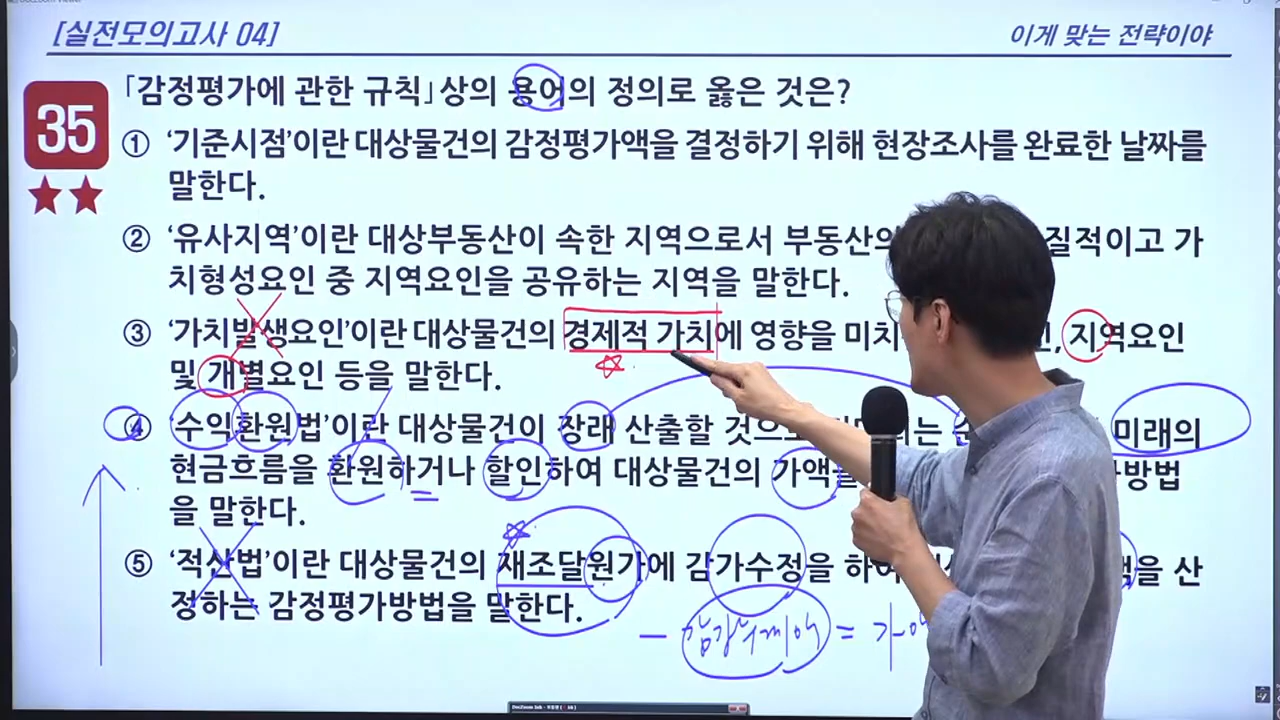 [실전모의고사 04]
이게 맞는 전략이야
35
「감정평가에 관한 규칙」상의 용어의 정의로 옳은 것은?
① ‘기준시점’이란 대상물건의 감정평가액을 결정하기 위해 현장조사를 완료한 날짜를
말한다.
② ‘유사지역’이란 대상부동산이 속한 지역으로서 부동산의 질적이고 가
치형성요인 중 지역요인을 공유하는 지역을 말한다.
③ ‘가치발생요인’이란 대상물건의 경제적 가치에 영향을 미치 지역요인
및 개별요인 등을 말한다.
④ ‘수익환원법’이란 대상물건이 장래 산출할 것으로 미래의
현금흐름을 환원하거나 할인하여 대상물건의 가액을
을 말한다.
⑤ ‘적산법’이란 대상물건의 재조달원가에 감가수정을 하여 산
정하는 감정평가방법을 말한다.